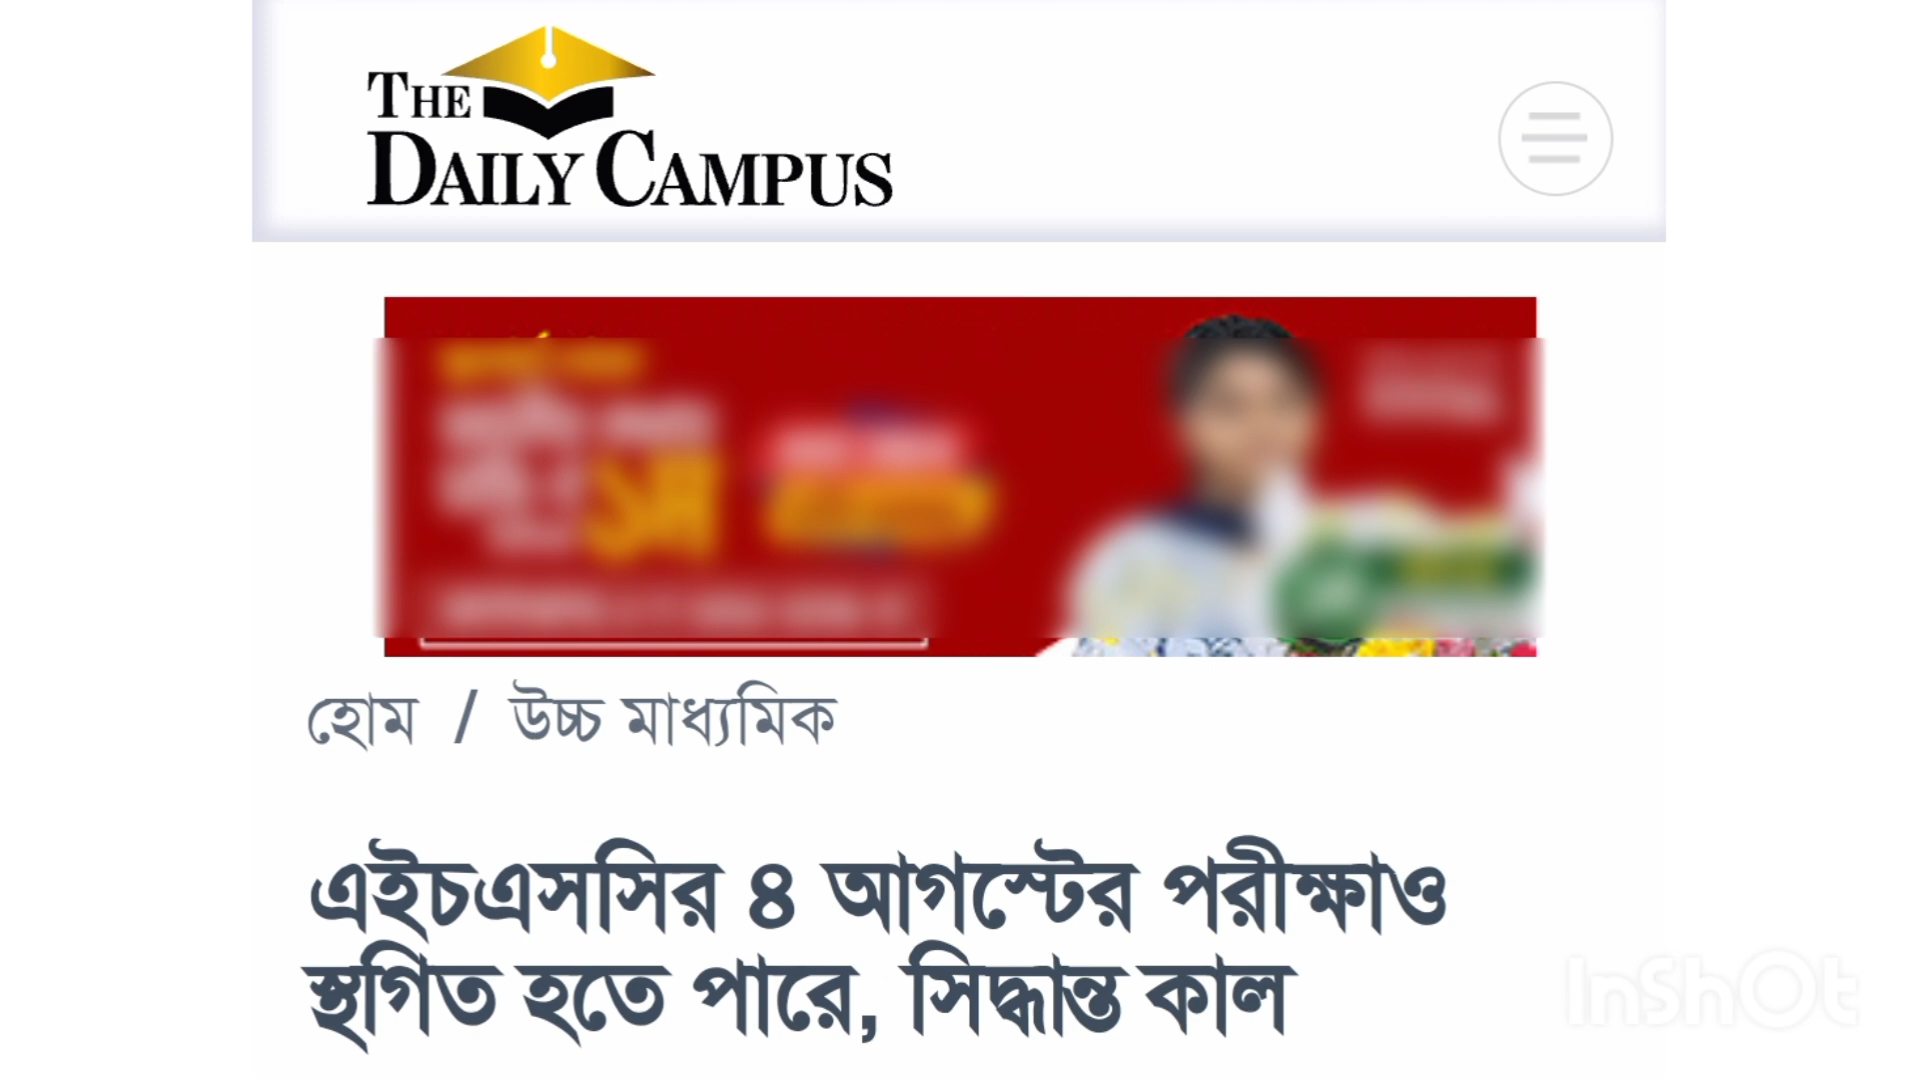 THE
DAILY CAMPUS
হোম / উচ্চ মাধ্যমিক
এইচএসসির ৪ আগস্টের পরীক্ষাও
স্থগিত হতে পারে, সিদ্ধান্ত কাল
InShOt